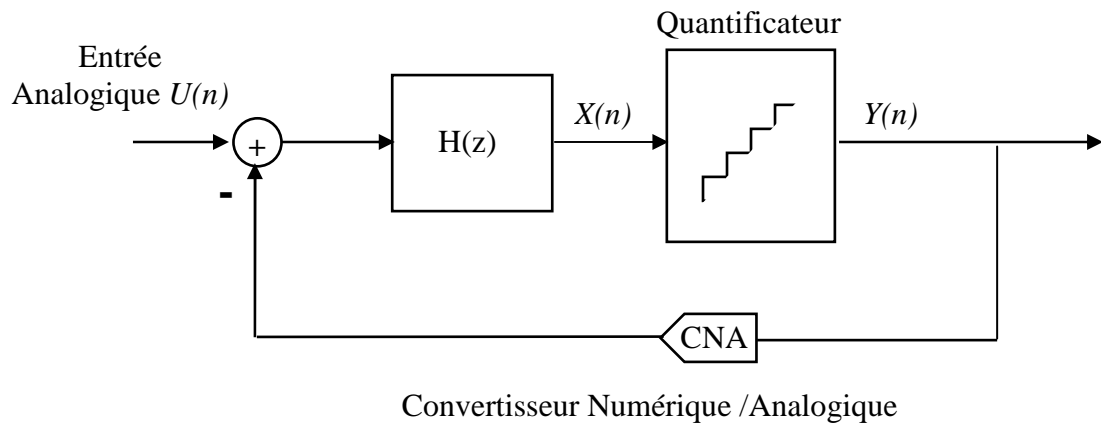 Quantificateur
Entrée
Analogique U(n)
X(n)
Y(n)
+
H(z)
-
CNA
Convertisseur Numérique /Analogique